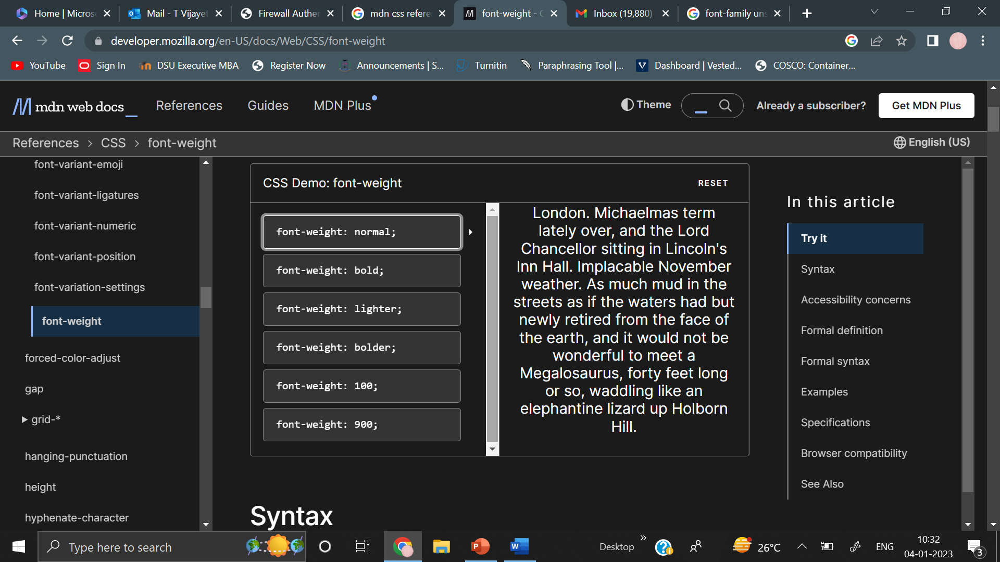 Home | Micros
Mail - T Vijayet
Firewall Auther
mdn css refere
font-weight - C
Inbox (19,880)
font-family uns
developer.mozilla.org/en-US/docs/Web/CSS/font-weight
YouTube
Sign In
DSU Executive MBA
Register Now
Announcements | S...
Turnitin
Paraphrasing Tool |...
Dashboard | Vested...
COSCO: Container...
mdn web docs_
References
Guides
MDN Plus
Theme
Already a subscriber?
Get MDN Plus
References > CSS > font-weight
English (US)
font-variant-emoji
font-variant-ligatures
font-variant-numeric
font-variant-position
font-variation-settings
font-weight
forced-color-adjust
gap
grid-*
hanging-punctuation
height
hyphenate-character
CSS Demo: font-weight
RESET
font-weight: normal;
font-weight: bold;
font-weight: lighter;
font-weight: bolder;
font-weight: 100;
font-weight: 900;
London. Michaelmas term
lately over, and the Lord
Chancellor sitting in Lincoln's
Inn Hall. Implacable November
weather. As much mud in the
streets as if the waters had but
newly retired from the face of
the earth, and it would not be
wonderful to meet a
Megalosaurus, forty feet long
or so, waddling like an
elephantine lizard up Holborn
Hill.
Syntax
In this article
Try it
Syntax
Accessibility concerns
Formal definition
Formal syntax
Examples
Specifications
Browser compatibility
See Also
Type here to search
Desktop
26°C
ENG
10:32
04-01-2023
3